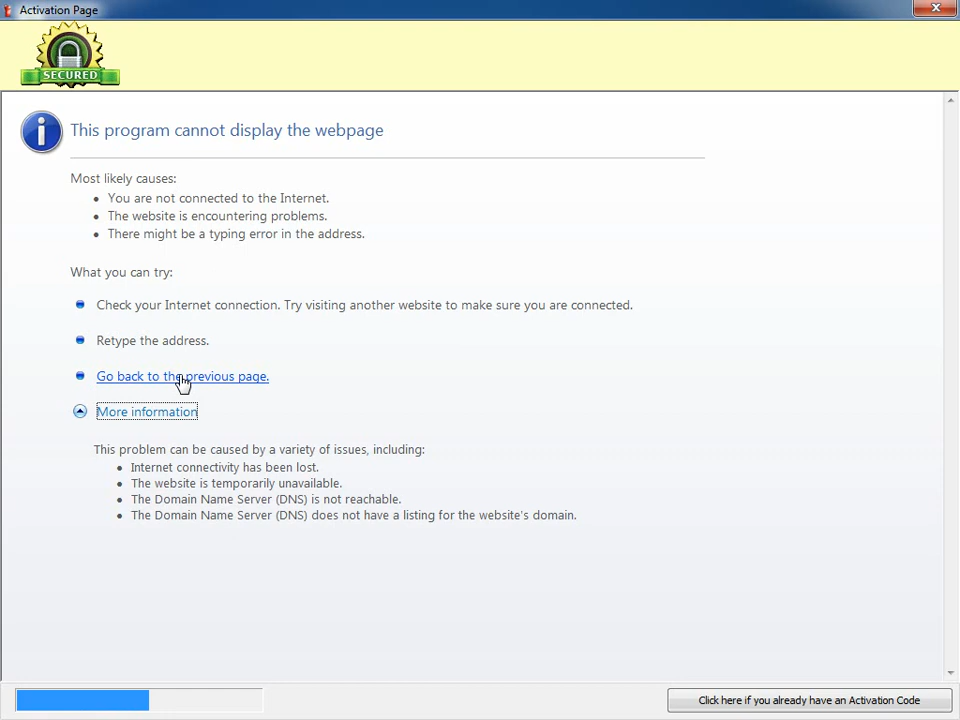 Activation Page
SECURED
This program cannot display the webpage
Most likely causes:
You are not connected to the Internet.
The website is encountering problems.
There might be a typing error in the address.
What you can try:
Check your Internet connection. Try visiting another website to make sure you are connected.
Retype the address.
Go back to the previous page.
More information
This problem can be caused by a variety of issues, including:
Internet connectivity has been lost.
The website is temporarily unavailable.
The Domain Name Server (DNS) is not reachable.
The Domain Name Server (DNS) does not have a listing for the website's domain.
Click here if you already have an Activation Code